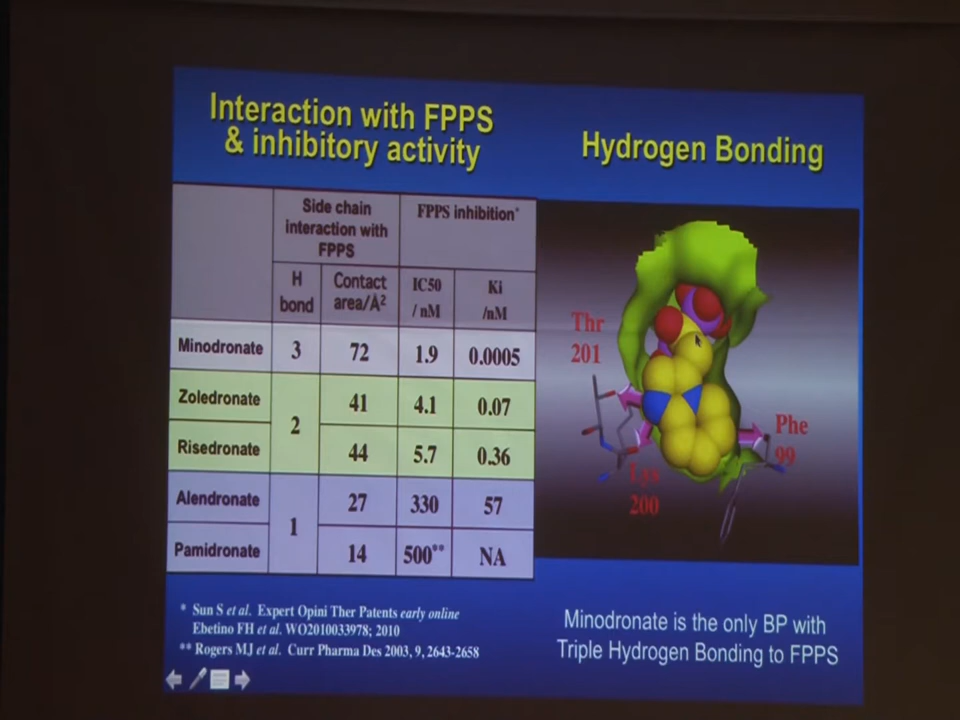 Interaction with FPPS
& inhibitory activity
Hydrogen Bonding
Side chain
interaction with
FPPS
FPPS inhibition*
H
bond
Contact
area/Å²
IC50
/ nM
Ki
/nM
Minodronate 3 72 1.9 0.0005
Zoledronate 41 4.1 0.07
2
Risedronate 44 5.7 0.36
Alendronate 27 330 57
1
Pamidronate 14 500** NA
Thr
201
Phe
99
Lys
200
* Sun S et al. Expert Opini Ther Patents early online
Ebetino FH et al. WO2010033978; 2010
** Rogers MJ et al. Curr Pharma Des 2003, 9, 2643-2658
Minodronate is the only BP with
Triple Hydrogen Bonding to FPPS